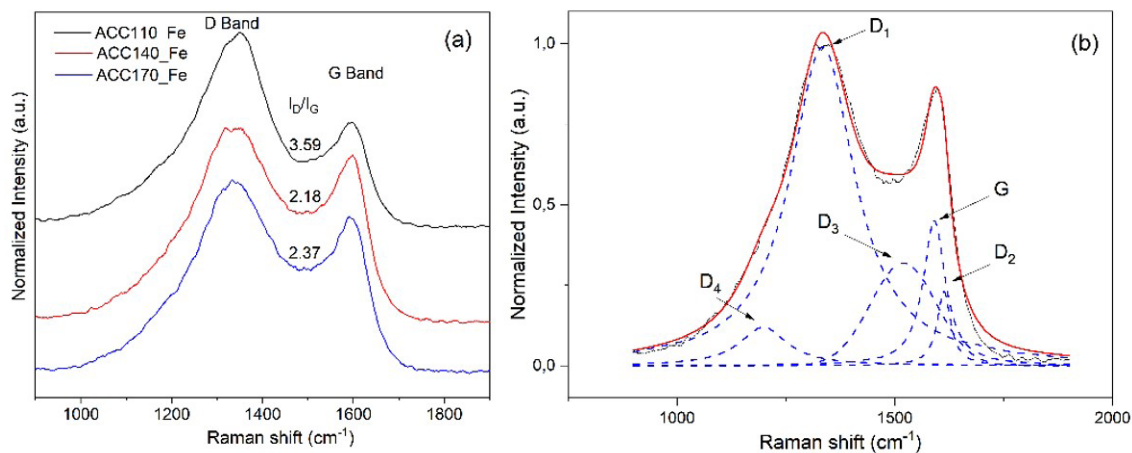 ACC110_Fe
ACC140_Fe
ACC170_Fe
D Band
(a)
G Band
I_D/I_G
3.59
2.18
2.37
Normalized Intensity (a.u.)
1000 1200 1400 1600 1800
Raman shift (cm⁻¹)
(b)
D₁
1,0
G
D₃
D₂
0,5
D₄
0,0
Normalized Intensity (a.u.)
1000 1500 2000
Raman shift (cm⁻¹)